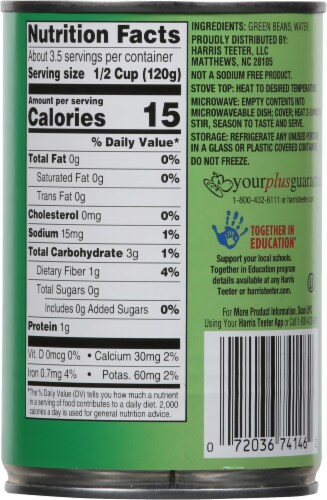 Nutrition Facts
About 3.5 servings per container
Serving size 1/2 Cup (120g)
Amount per serving
Calories 15
% Daily Value*
Total Fat 0g 0%
Saturated Fat 0g 0%
Trans Fat 0g
Cholesterol 0mg 0%
Sodium 15mg 1%
Total Carbohydrate 3g 1%
Dietary Fiber 1g 4%
Total Sugars 0g
Includes 0g Added Sugars 0%
Protein 1g
Vit. D 0mcg 0% • Calcium 30mg 2%
Iron 0.7mg 4% • Potas. 60mg 2%
*The % Daily Value (DV) tells you how much a nutrient
in a serving of food contributes to a daily diet. 2,000
calories a day is used for general nutrition advice.
INGREDIENTS: GREEN BEANS, WATER
PROUDLY DISTRIBUTED BY:
HARRIS TEETER, LLC
MATTHEWS, NC 28105
NOT A SODIUM FREE PRODUCT.
STOVE TOP: HEAT TO DESIRED
MICROWAVE: EMPTY CONTENTS INTO
MICROWAVEABLE DISH; COVER; HEAT
STIR, SEASON TO TASTE AND SERVE.
STORAGE: REFRIGERATE ANY UNUSED
IN A GLASS OR PLASTIC COVERED
DO NOT FREEZE.
yourplus
1-800-432-6111 or
TOGETHER IN
EDUCATION®
Support your local schools.
Together in Education program
details available at any Harris
Teeter or harristeeter.com.
For More Product Information, Scan
Using Your Harris Teeter App or Call
0 72036 74146